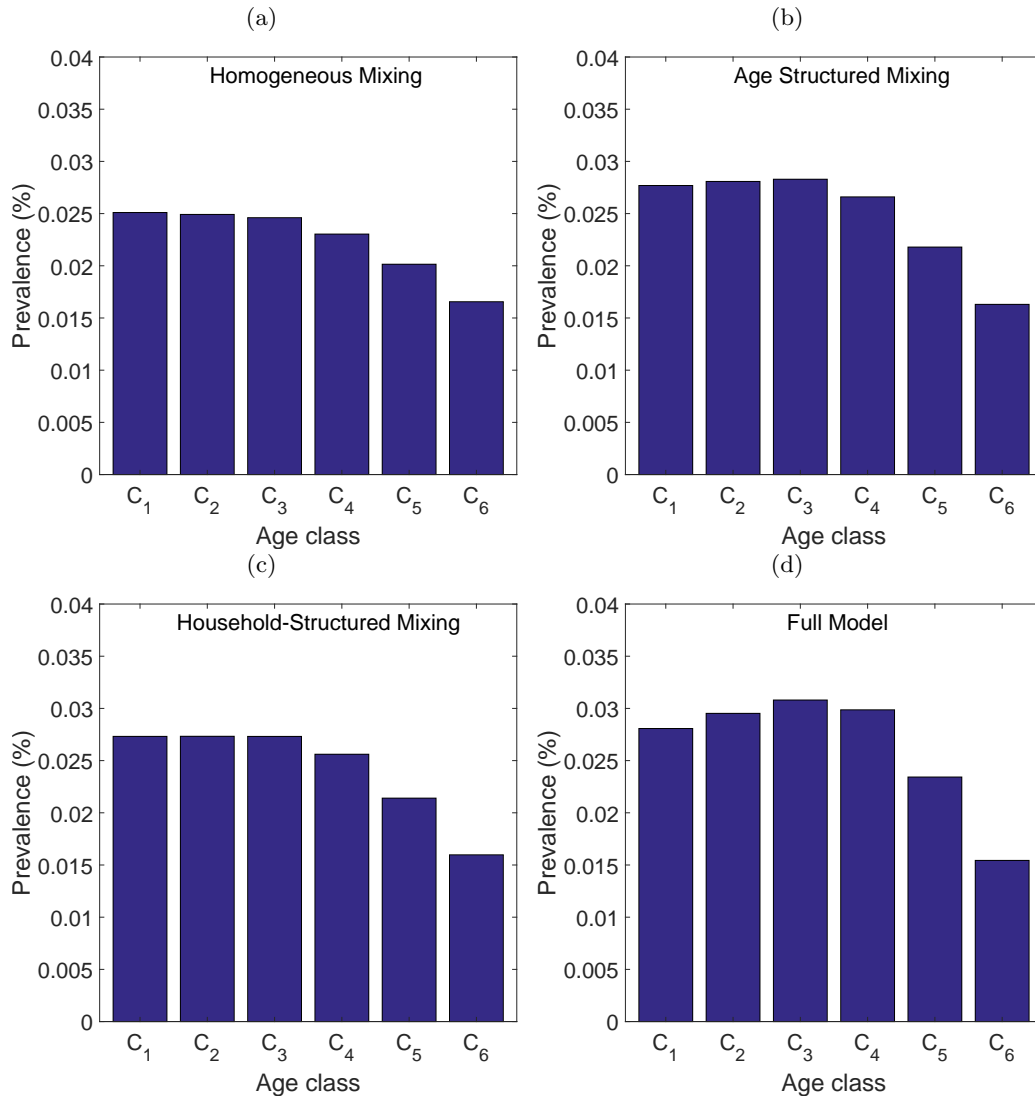 (a)
Homogeneous Mixing
0.04
0.035
0.03
0.025
0.02
0.015
0.01
0.005
0
Prevalence (%)
C₁ C₂ C₃ C₄ C₅ C₆
Age class
(b)
Age Structured Mixing
0.04
0.035
0.03
0.025
0.02
0.015
0.01
0.005
0
Prevalence (%)
C₁ C₂ C₃ C₄ C₅ C₆
Age class
(c)
Household-Structured Mixing
0.04
0.035
0.03
0.025
0.02
0.015
0.01
0.005
0
Prevalence (%)
C₁ C₂ C₃ C₄ C₅ C₆
Age class
(d)
Full Model
0.04
0.035
0.03
0.025
0.02
0.015
0.01
0.005
0
Prevalence (%)
C₁ C₂ C₃ C₄ C₅ C₆
Age class